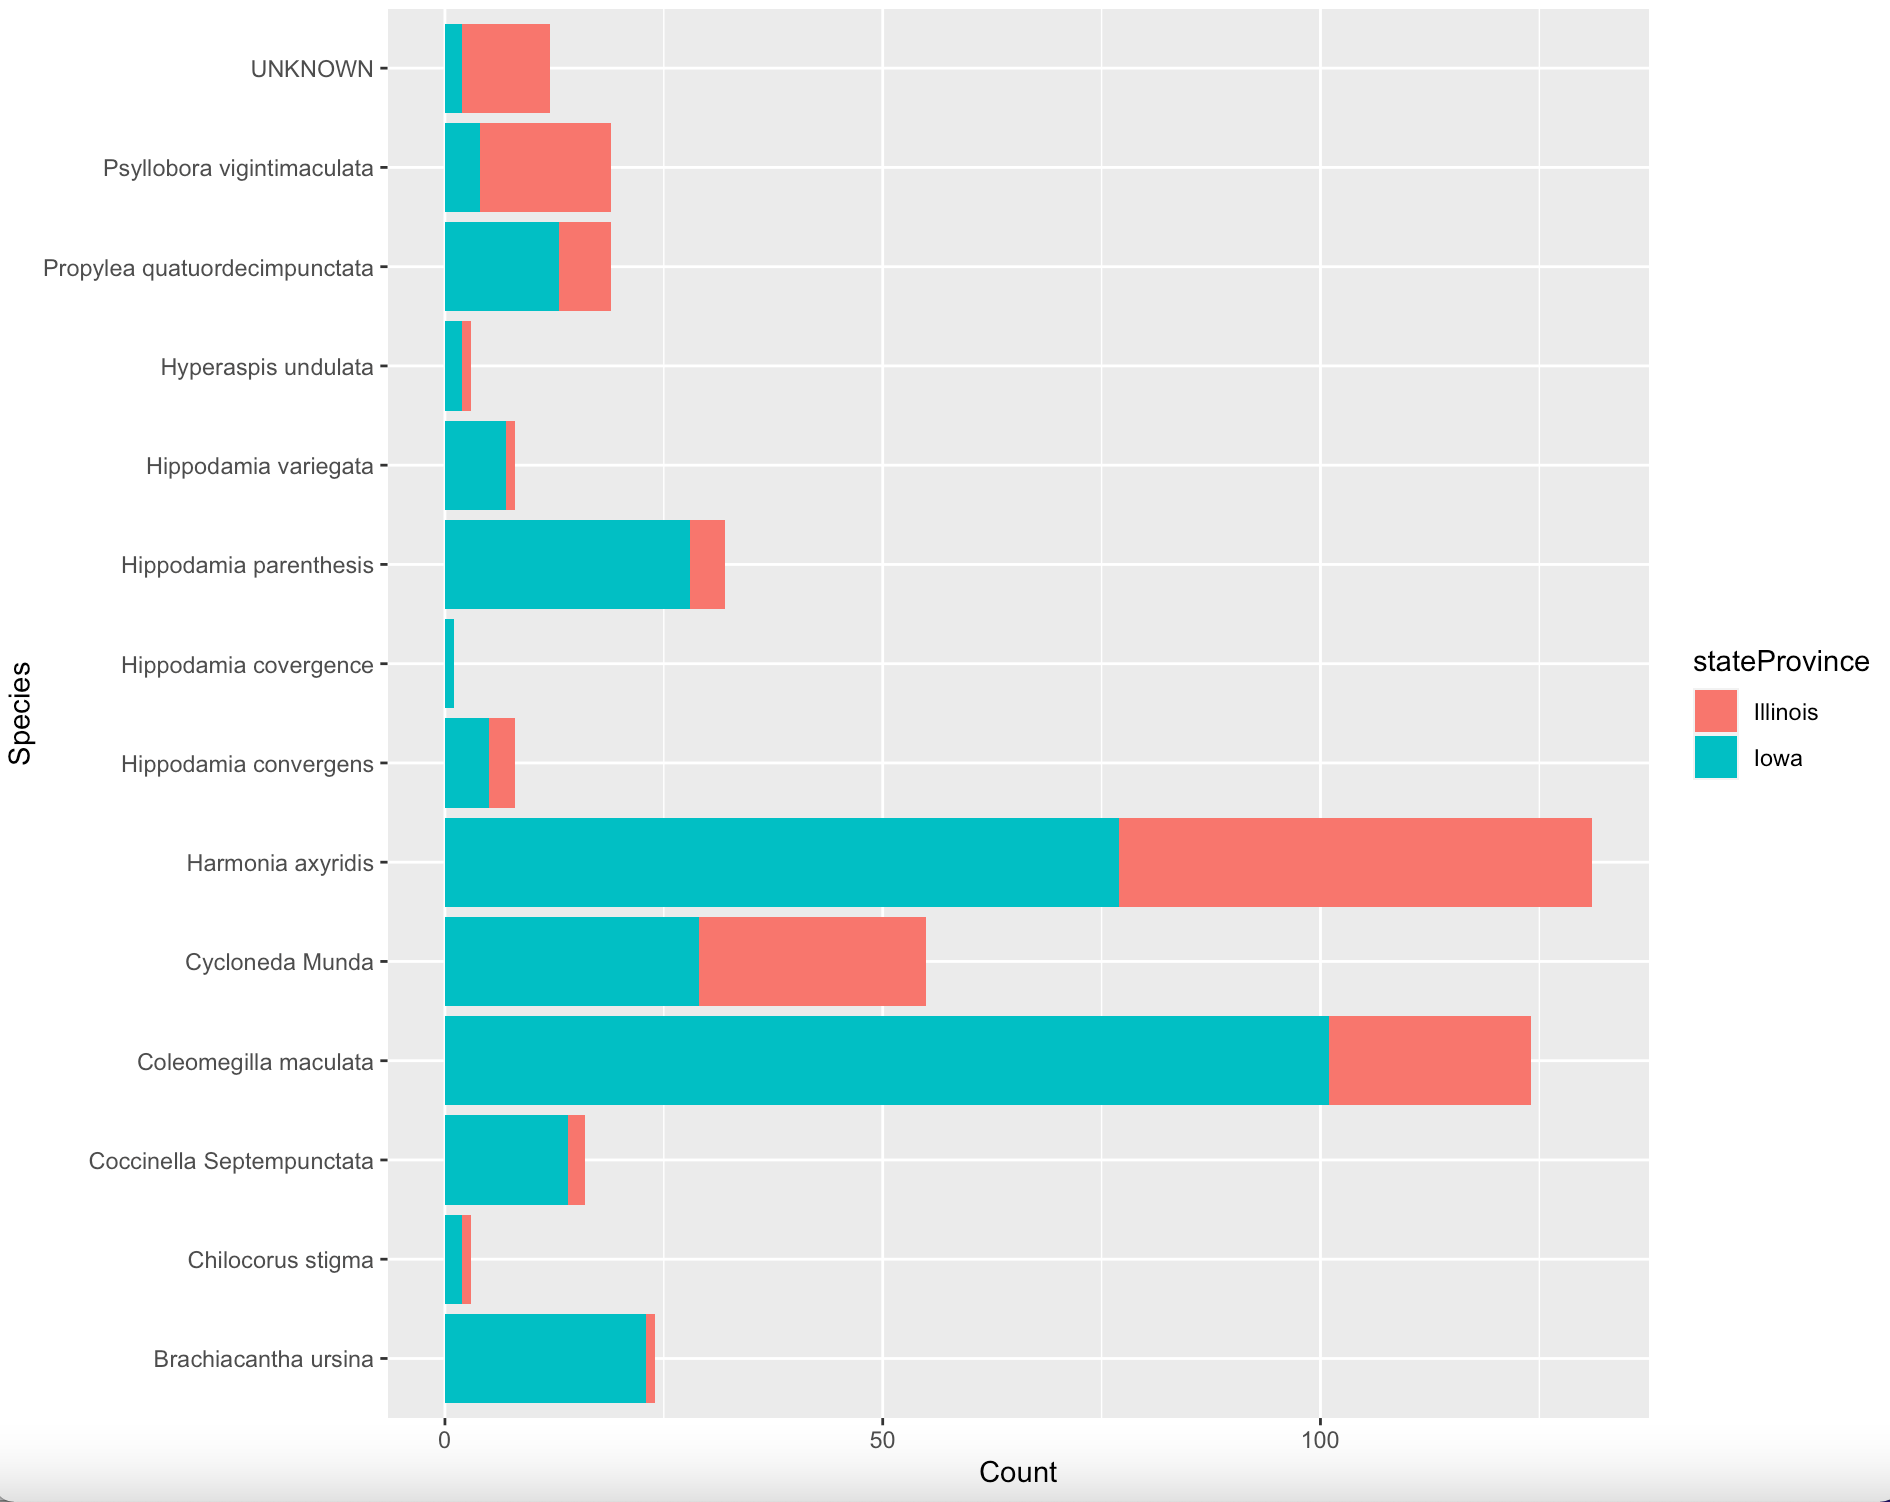 UNKNOWN
Psyllobora vigintimaculata
Propylea quatuordecimpunctata
Hyperaspis undulata
Hippodamia variegata
Hippodamia parenthesis
Hippodamia covergence
Hippodamia convergens
Harmonia axyridis
Cycloneda Munda
Coleomegilla maculata
Coccinella Septempunctata
Chilocorus stigma
Brachiacantha ursina
Species
0 50 100
Count
stateProvince
Illinois
Iowa